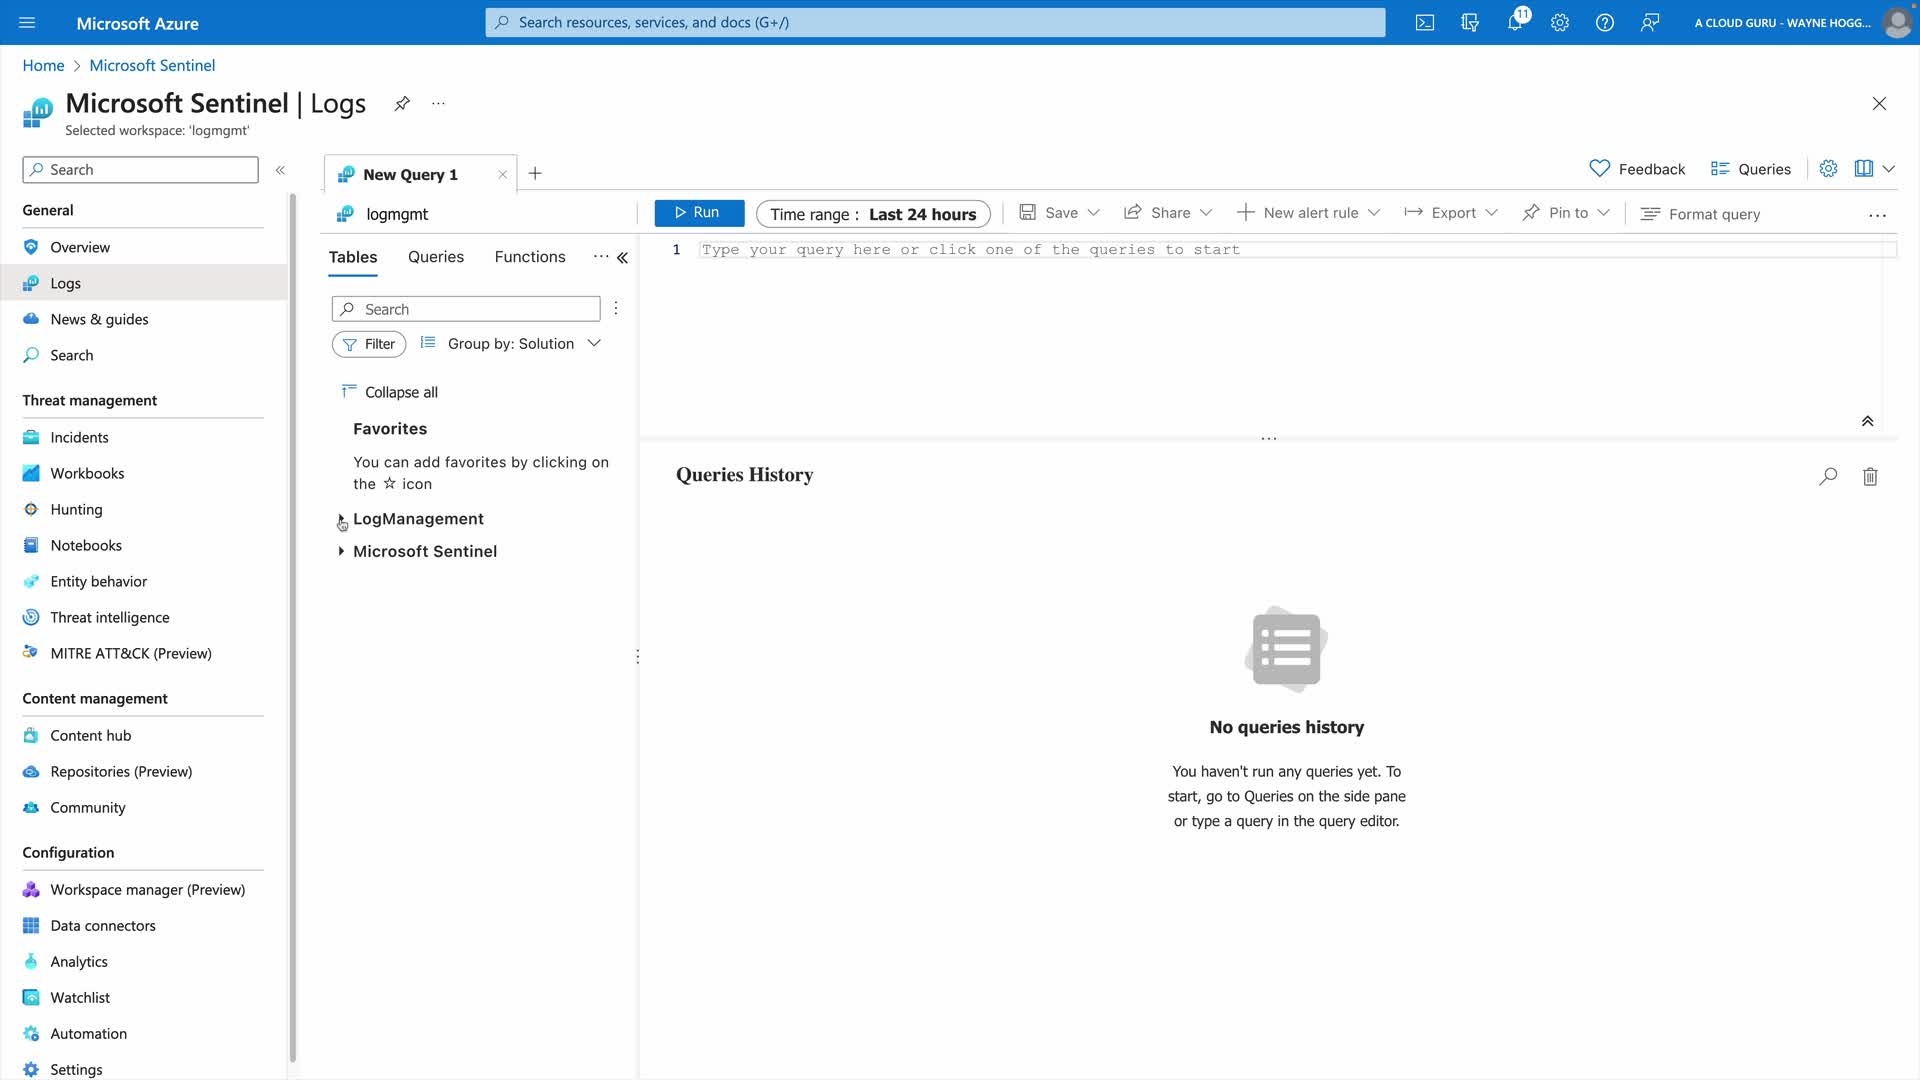 Microsoft Azure
Search resources, services, and docs (G+/)
11
A CLOUD GURU - WAYNE HOGG...
Home > Microsoft Sentinel
Microsoft Sentinel | Logs
Selected workspace: 'logmgmt'
Search
General
Overview
Logs
News & guides
Search
Threat management
Incidents
Workbooks
Hunting
Notebooks
Entity behavior
Threat intelligence
MITRE ATT&CK (Preview)
Content management
Content hub
Repositories (Preview)
Community
Configuration
Workspace manager (Preview)
Data connectors
Analytics
Watchlist
Automation
Settings
New Query 1
Feedback
Queries
logmgmt
Run
Time range : Last 24 hours
Save
Share
New alert rule
Export
Pin to
Format query
Tables
Queries
Functions
Search
Filter
Group by: Solution
Collapse all
Favorites
You can add favorites by clicking on
the ☆ icon
LogManagement
Microsoft Sentinel
1
Type your query here or click one of the queries to start
Queries History
No queries history
You haven't run any queries yet. To
start, go to Queries on the side pane
or type a query in the query editor.